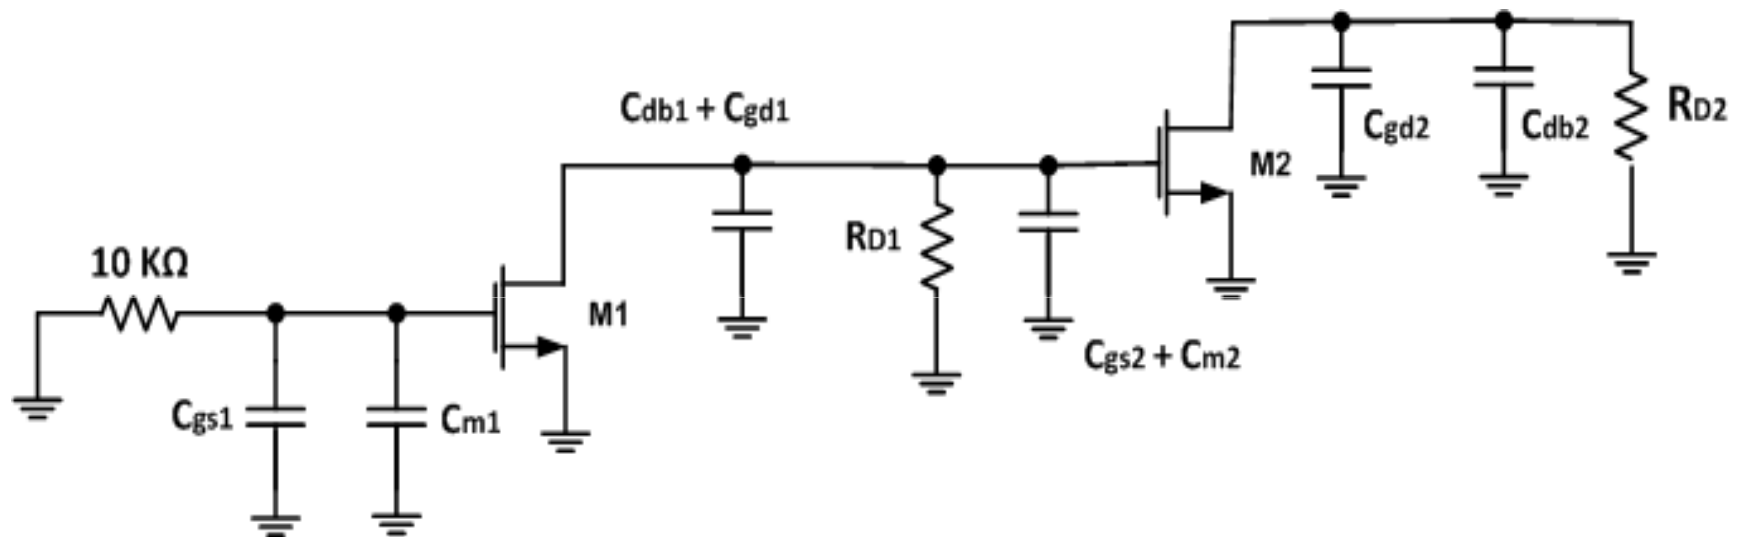 Cdb1 + Cgd1
RD2
Cgd2
Cdb2
M2
RD1
10 KΩ
M1
Cgs2 + Cm2
Cgs1
Cm1